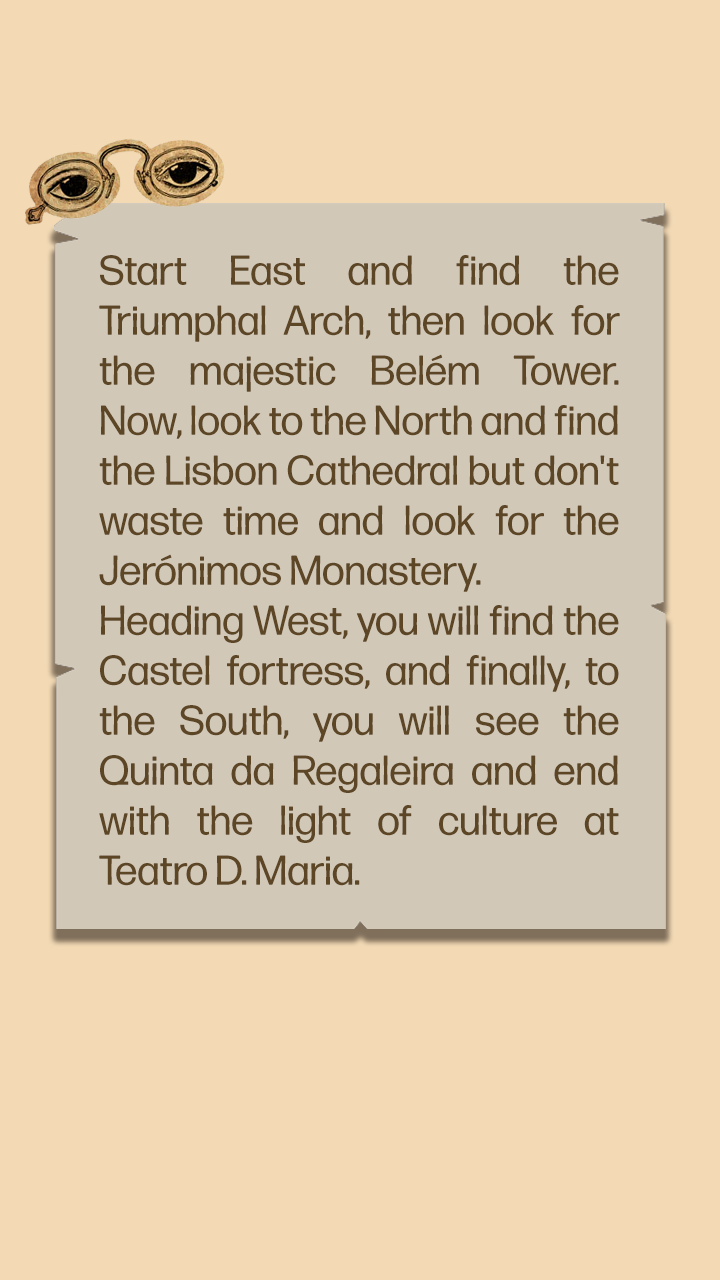 Start East and find the
Triumphal Arch, then look for
the majestic Belém Tower.
Now, look to the North and find
the Lisbon Cathedral but don't
waste time and look for the
Jerónimos Monastery.
Heading West, you will find the
Castel fortress, and finally, to
the South, you will see the
Quinta da Regaleira and end
with the light of culture at
Teatro D. Maria.